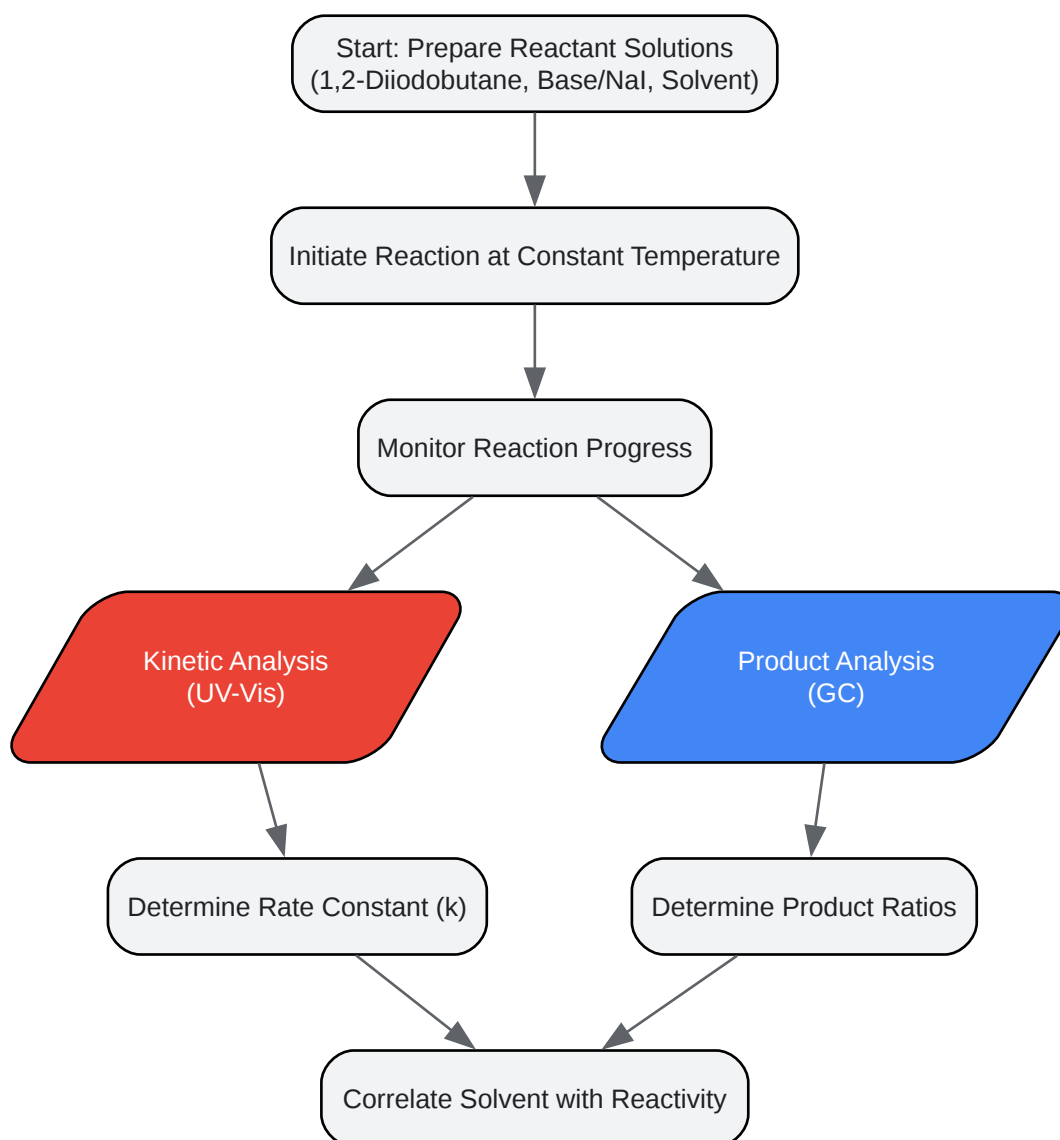 Start: Prepare Reactant Solutions
(1,2-Diiodobutane, Base/NaI, Solvent)
Initiate Reaction at Constant Temperature
Monitor Reaction Progress
Kinetic Analysis
(UV-Vis)
Product Analysis
(GC)
Determine Rate Constant (k)
Determine Product Ratios
Correlate Solvent with Reactivity